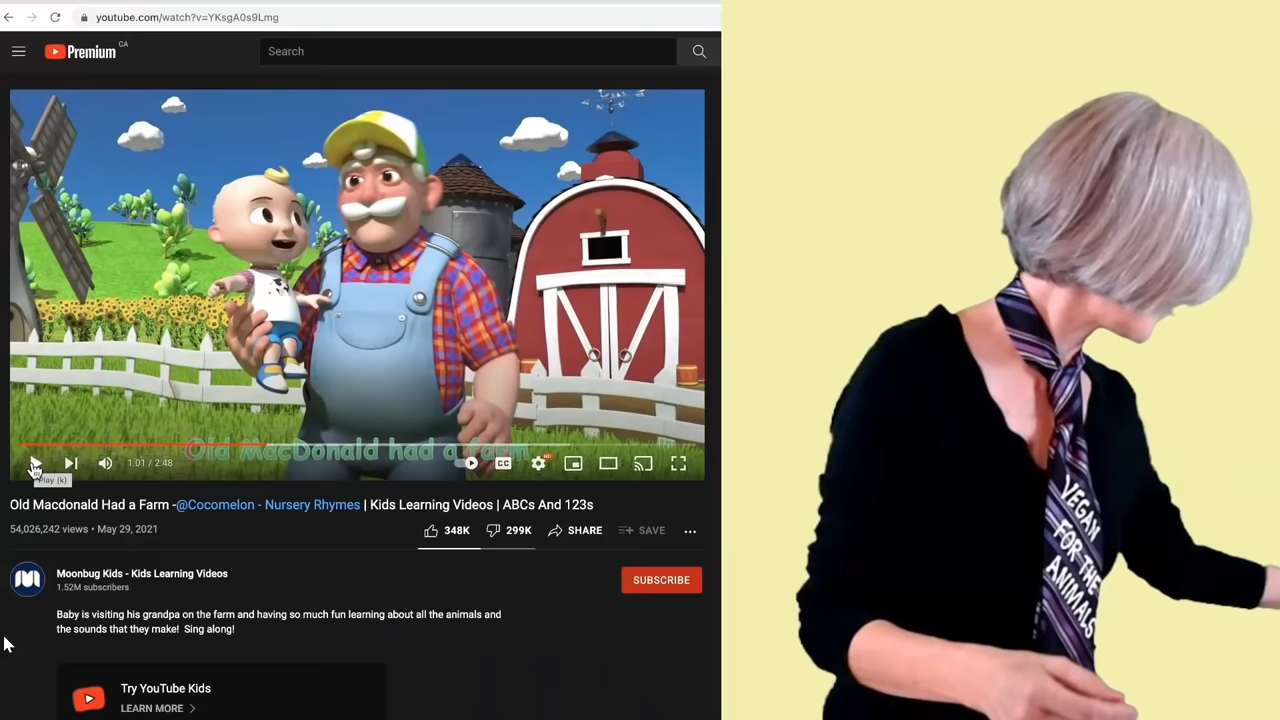 youtube.com/watch?v=YKsgA0s9Lmg
Premium CA
Search
Old MacDonald had a farm
1:01 / 2:48
CC
HD
Play (k)
Old Macdonald Had a Farm -@Cocomelon - Nursery Rhymes | Kids Learning Videos | ABCs And 123s
54,026,242 views • May 29, 2021
348K 299K SHARE SAVE
Moonbug Kids - Kids Learning Videos
1.52M subscribers
SUBSCRIBE
Baby is visiting his grandpa on the farm and having so much fun learning about all the animals and
the sounds that they make! Sing along!
Try YouTube Kids
LEARN MORE
VEGAN
FOR THE
ANIMALS